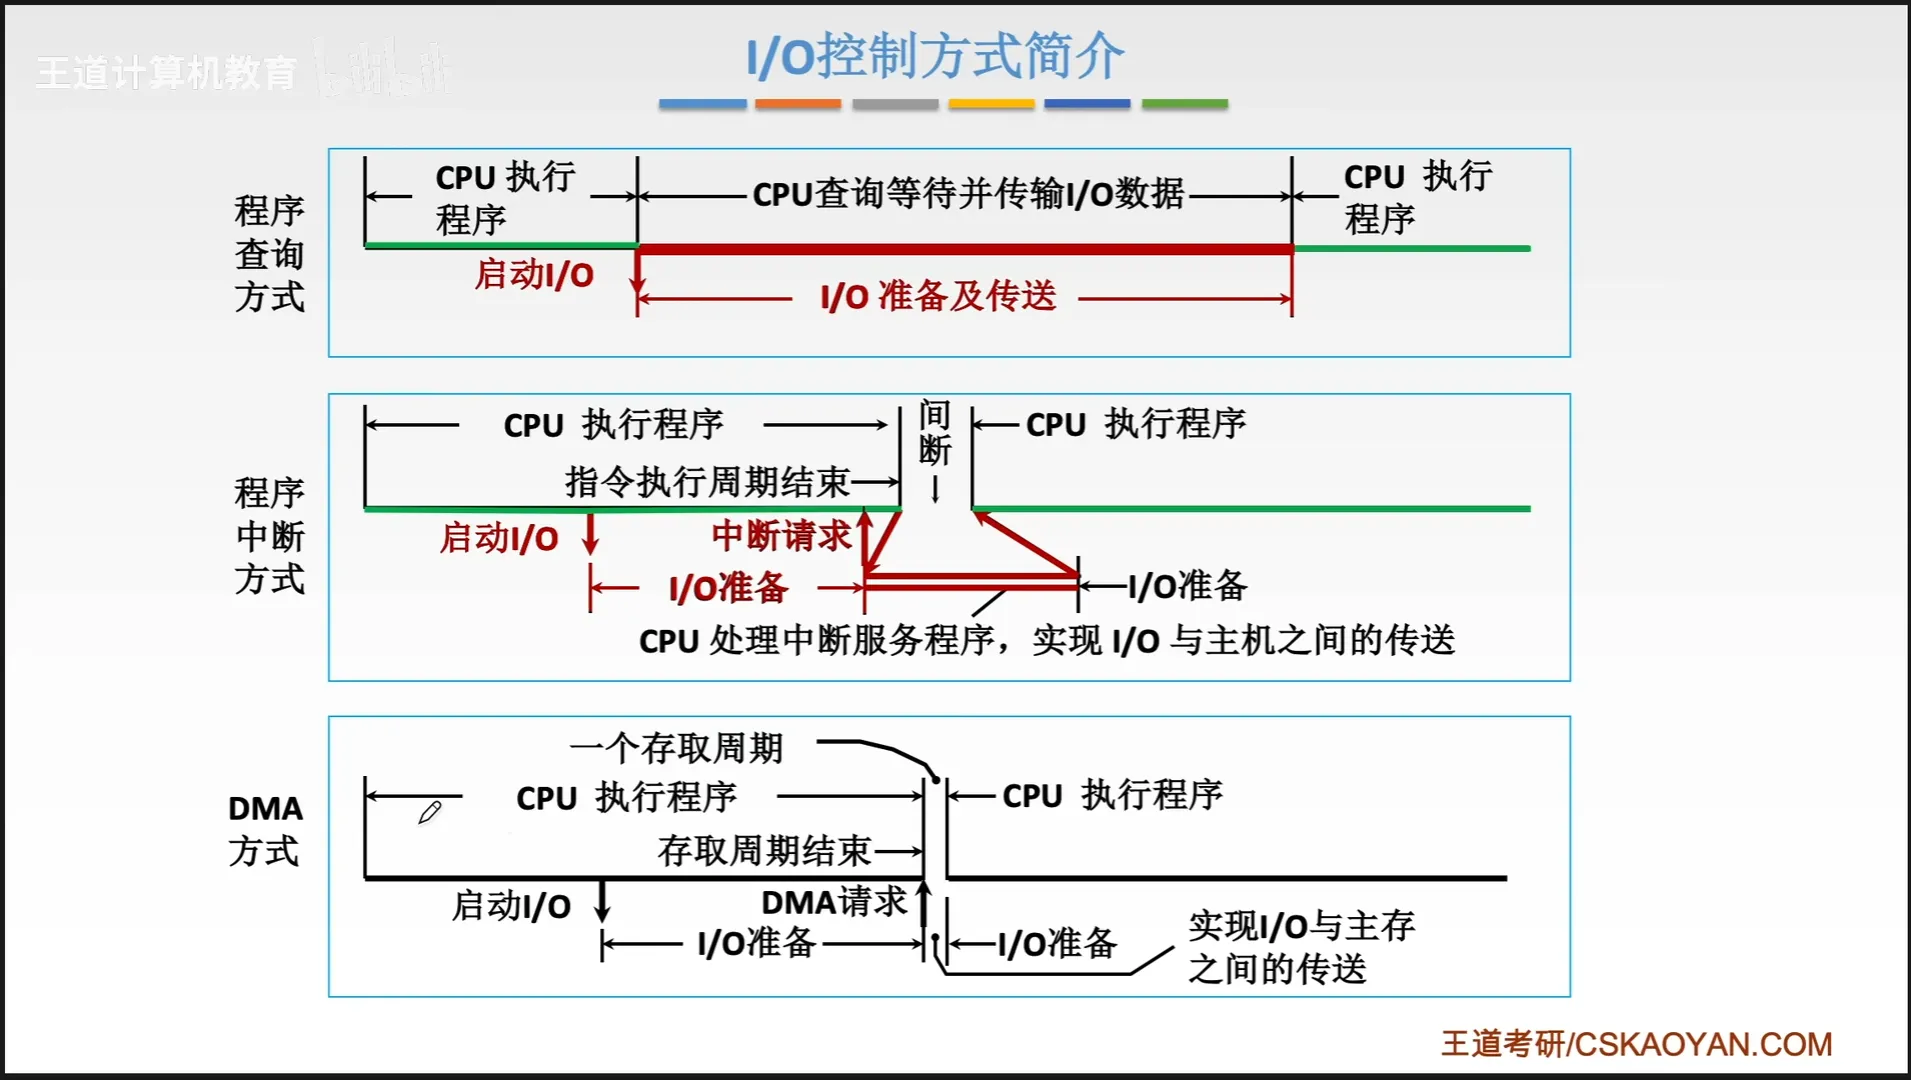 王道计算机教育 bilibili
I/O控制方式简介
程序
查询
方式
CPU 执行
程序
CPU查询等待并传输I/O数据
CPU 执行
程序
启动I/O
I/O 准备及传送
程序
中断
方式
CPU 执行程序
间
断
CPU 执行程序
指令执行周期结束
启动I/O
中断请求
I/O准备
I/O准备
CPU 处理中断服务程序，实现 I/O 与主机之间的传送
DMA
方式
一个存取周期
CPU 执行程序
CPU 执行程序
存取周期结束
启动I/O
DMA请求
I/O准备
I/O准备
实现I/O与主存
之间的传送
王道考研/CSKAOYAN.COM